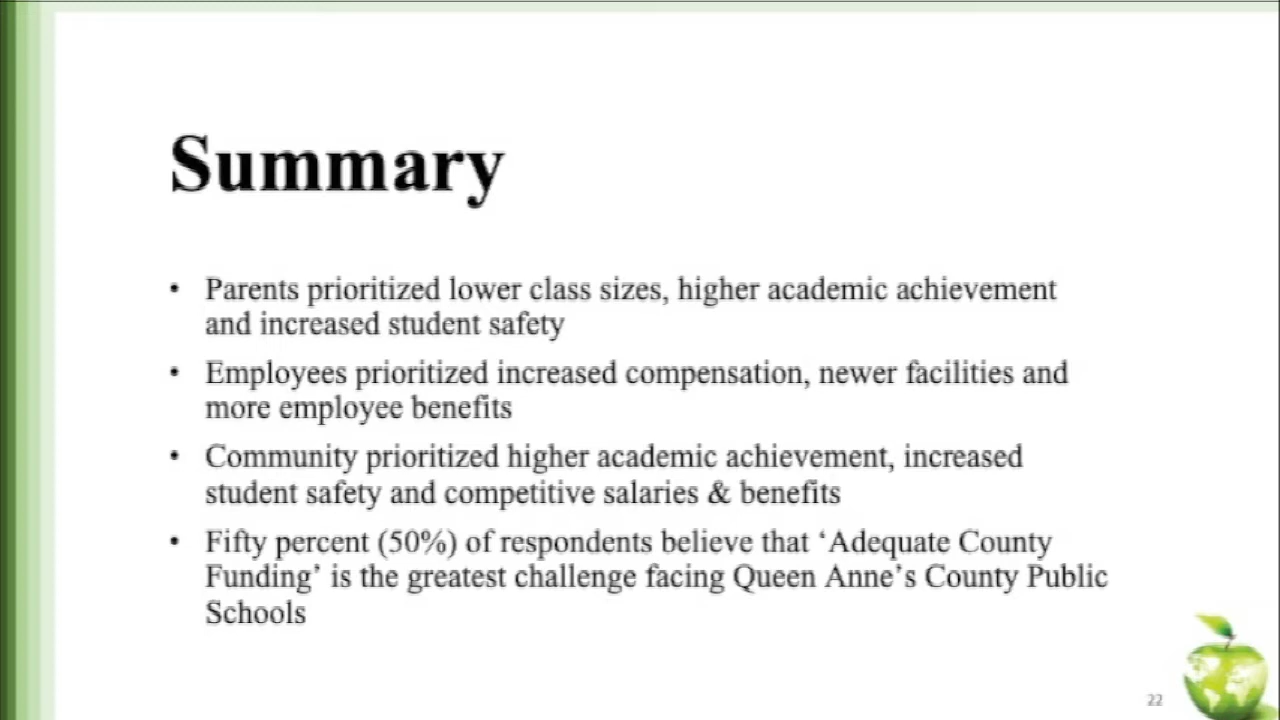 Summary
• Parents prioritized lower class sizes, higher academic achievement
and increased student safety
• Employees prioritized increased compensation, newer facilities and
more employee benefits
• Community prioritized higher academic achievement, increased
student safety and competitive salaries & benefits
• Fifty percent (50%) of respondents believe that ‘Adequate County
Funding’ is the greatest challenge facing Queen Anne’s County Public
Schools
22